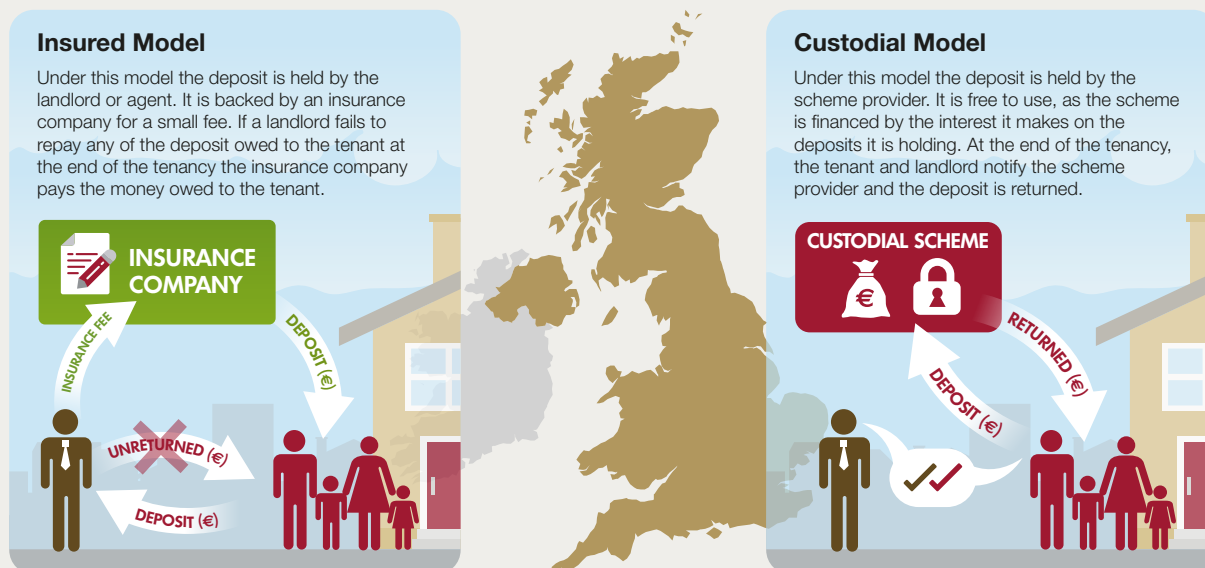 Insured Model
Under this model the deposit is held by the
landlord or agent. It is backed by an insurance
company for a small fee. If a landlord fails to
repay any of the deposit owed to the tenant at
the end of the tenancy the insurance company
pays the money owed to the tenant.
INSURANCE
COMPANY
INSURANCE FEE
DEPOSIT (€)
UNRETURNED (€)
DEPOSIT (€)
Custodial Model
Under this model the deposit is held by the
scheme provider. It is free to use, as the scheme
is financed by the interest it makes on the
deposits it is holding. At the end of the tenancy,
the tenant and landlord notify the scheme
provider and the deposit is returned.
CUSTODIAL SCHEME
€
RETURNED (€)
DEPOSIT (€)